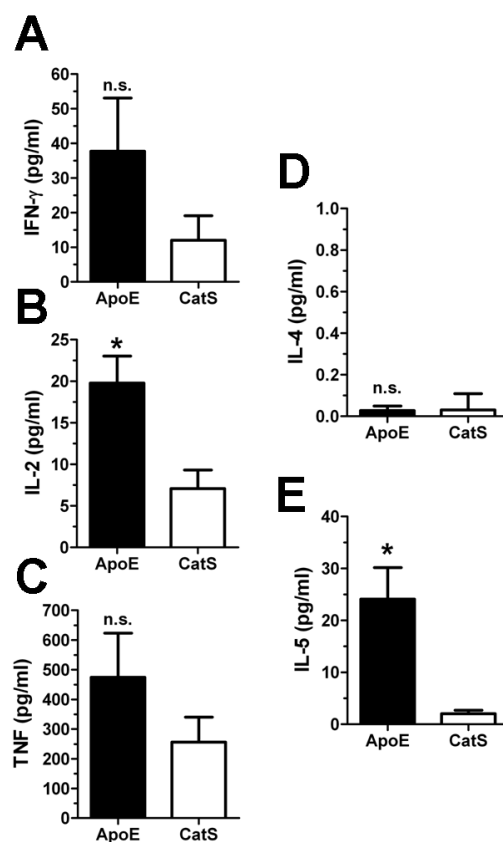 A
IFN-γ (pg/ml)
60
50
40
30
20
10
0
n.s.
ApoE
CatS
B
IL-2 (pg/ml)
25
20
15
10
5
0
*
ApoE
CatS
C
TNF (pg/ml)
700
600
500
400
300
200
100
0
n.s.
ApoE
CatS
D
IL-4 (pg/ml)
1.0
0.8
0.6
0.4
0.2
0.0
n.s.
ApoE
CatS
E
IL-5 (pg/ml)
40
30
20
10
0
*
ApoE
CatS